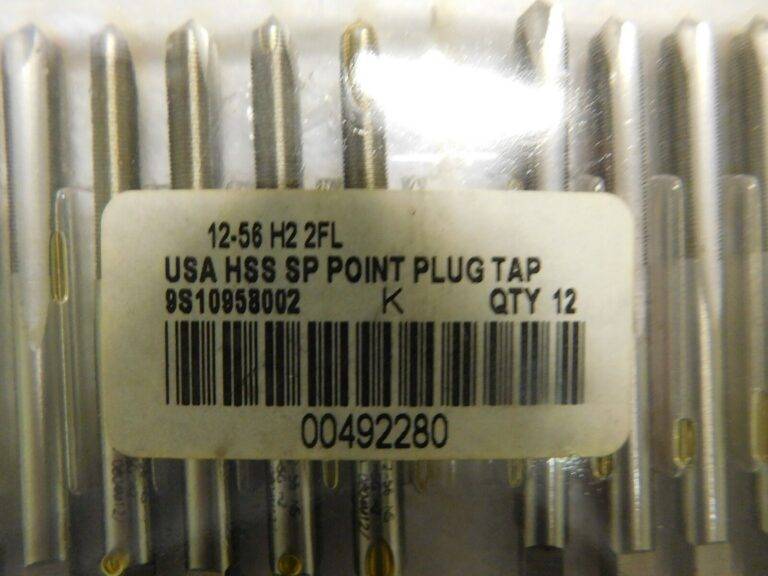 12-56 H2 2FL
USA HSS SP POINT PLUG TAP
9S10958002 K QTY 12
00492280